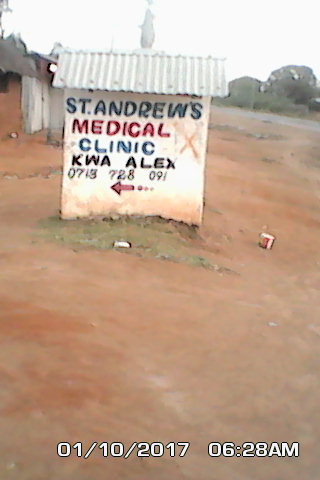 ST. ANDREW'S
MEDICAL
CLINIC
KWA ALEX
0713 728 091
01/10/2017 06:28AM